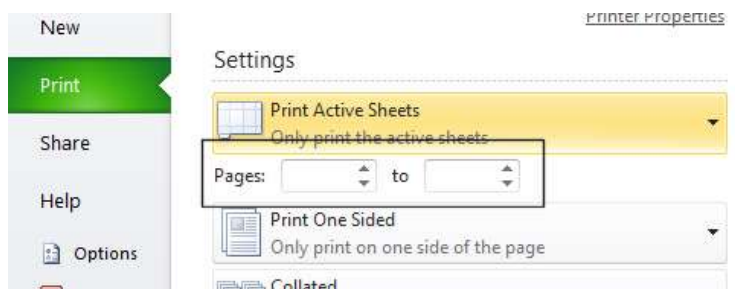 New
Print
Share
Help
Options
Printer Properties
Settings
Print Active Sheets
Only print the active sheets
Pages:
to
Print One Sided
Only print on one side of the page
Collated